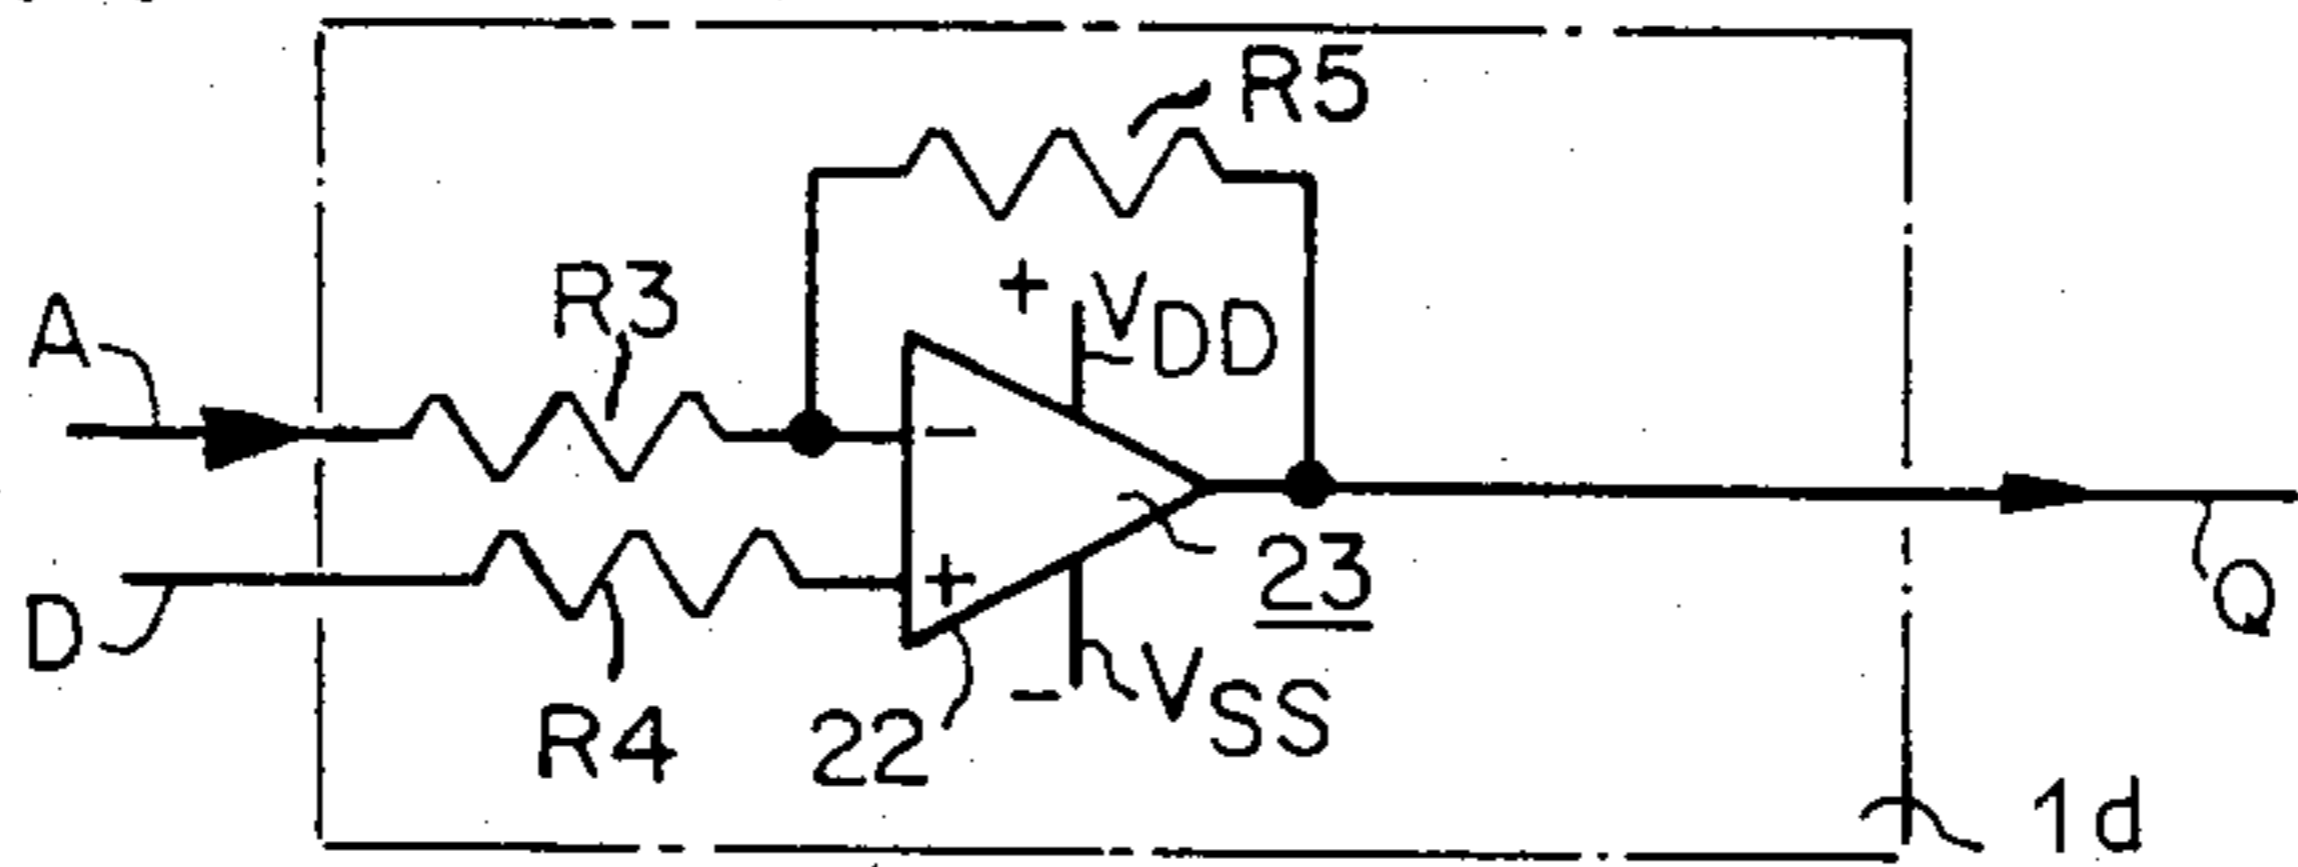 R5
+ VDD
R3
A
-
+
23
Q
D
- VSS
R4
22
1d